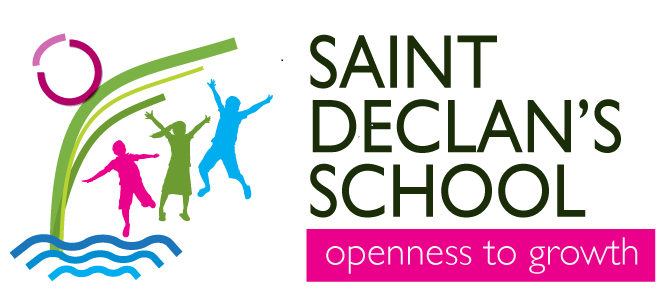 SAINT
DECLAN'S
SCHOOL
openness to growth